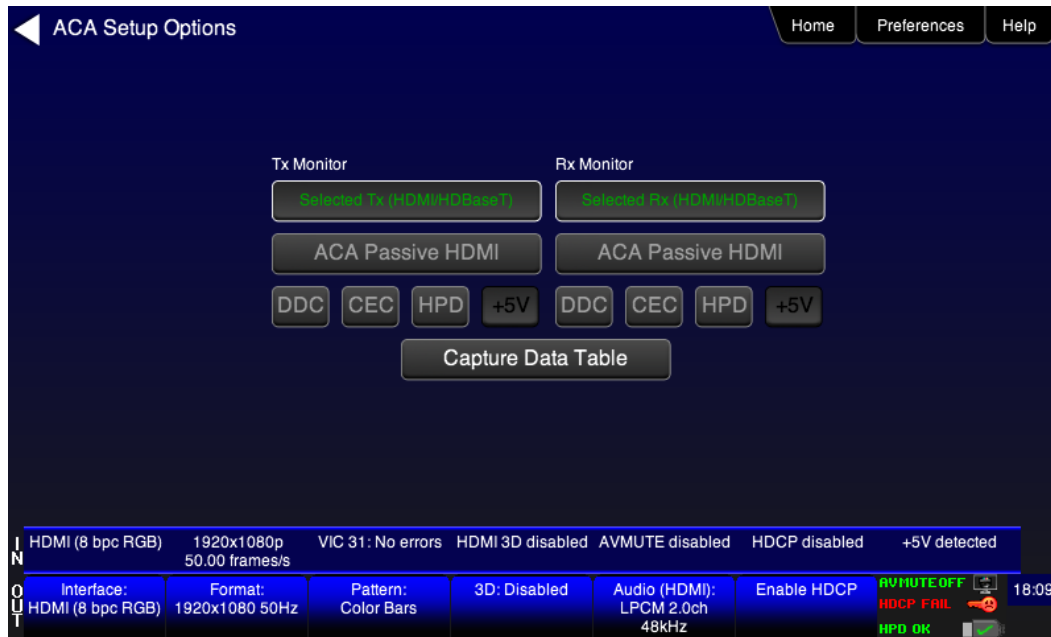 ACA Setup Options
Home
Preferences
Help
Tx Monitor
Rx Monitor
Selected Tx (HDMI/HDBaseT)
Selected Rx (HDMI/HDBaseT)
ACA Passive HDMI
ACA Passive HDMI
DDC
CEC
HPD
+5V
DDC
CEC
HPD
+5V
Capture Data Table
IN
HDMI (8 bpc RGB)
1920x1080p
50.00 frames/s
VIC 31: No errors
HDMI 3D disabled
AVMUTE disabled
HDCP disabled
+5V detected
OUT
Interface:
HDMI (8 bpc RGB)
Format:
1920x1080 50Hz
Pattern:
Color Bars
3D: Disabled
Audio (HDMI):
LPCM 2.0ch
48kHz
Enable HDCP
AVMUTE OFF
HDCP FAIL
HPD OK
18:09